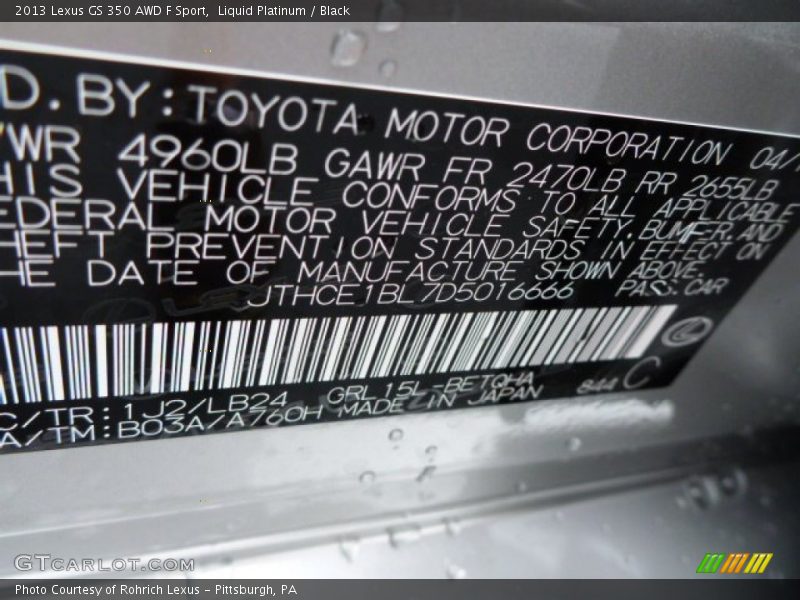 2013 Lexus GS 350 AWD F Sport,  Liquid Platinum / Black
D. BY: TOYOTA MOTOR CORPORATION 04/
WR 4960LB GAWR FR 2470LB RR 2655LB
HIS VEHICLE CONFORMS TO ALL APPLICABLE
EDERAL MOTOR VEHICLE SAFETY, BUMPER, AND
HEFT PREVENTION STANDARDS IN EFFECT ON
HE DATE OF MANUFACTURE SHOWN ABOVE.
JTHCE1BL7D5016666 PASS. CAR
C/TR: 1J2/LB24 GRL15L-BETQHA 844 C
A/TM: B03A/A760H MADE IN JAPAN
GTCARLOT.COM
Photo Courtesy of Rohrich Lexus - Pittsburgh, PA